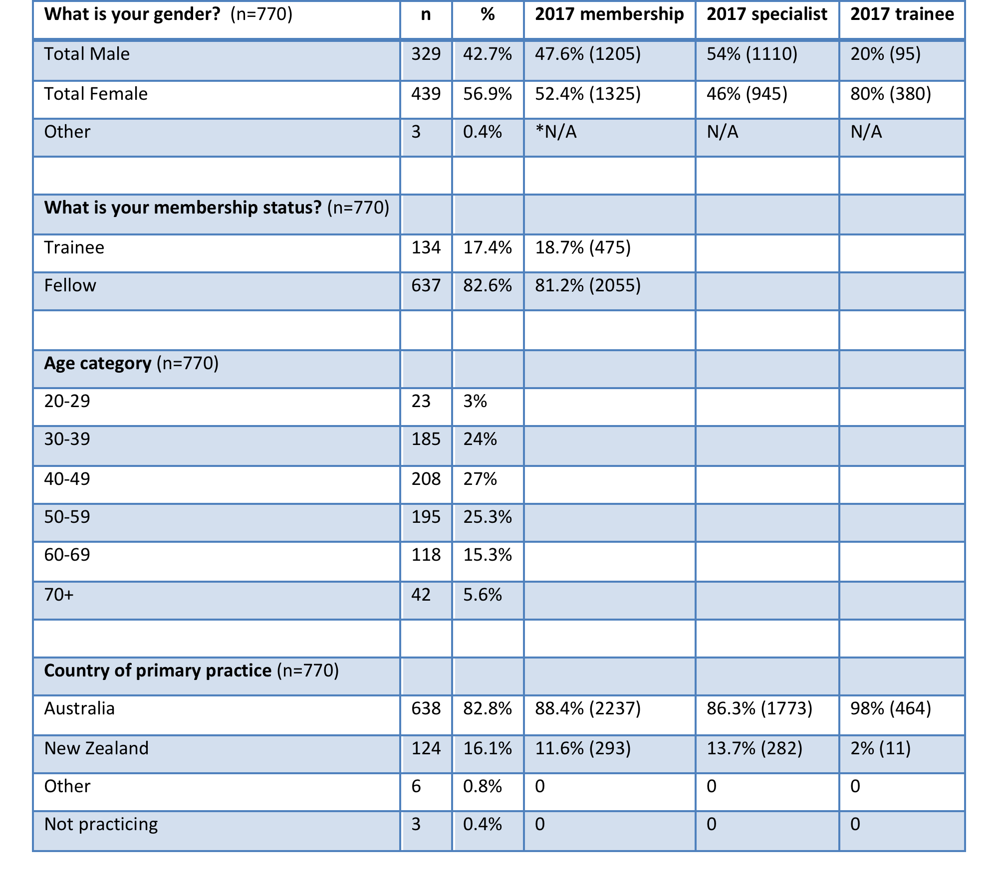 What is your gender? (n=770) n % 2017 membership 2017 specialist 2017 trainee
Total Male 329 42.7% 47.6% (1205) 54% (1110) 20% (95)
Total Female 439 56.9% 52.4% (1325) 46% (945) 80% (380)
Other 3 0.4% *N/A N/A N/A
What is your membership status? (n=770)
Trainee 134 17.4% 18.7% (475)
Fellow 637 82.6% 81.2% (2055)
Age category (n=770)
20-29 23 3%
30-39 185 24%
40-49 208 27%
50-59 195 25.3%
60-69 118 15.3%
70+ 42 5.6%
Country of primary practice (n=770)
Australia 638 82.8% 88.4% (2237) 86.3% (1773) 98% (464)
New Zealand 124 16.1% 11.6% (293) 13.7% (282) 2% (11)
Other 6 0.8% 0 0 0
Not practicing 3 0.4% 0 0 0